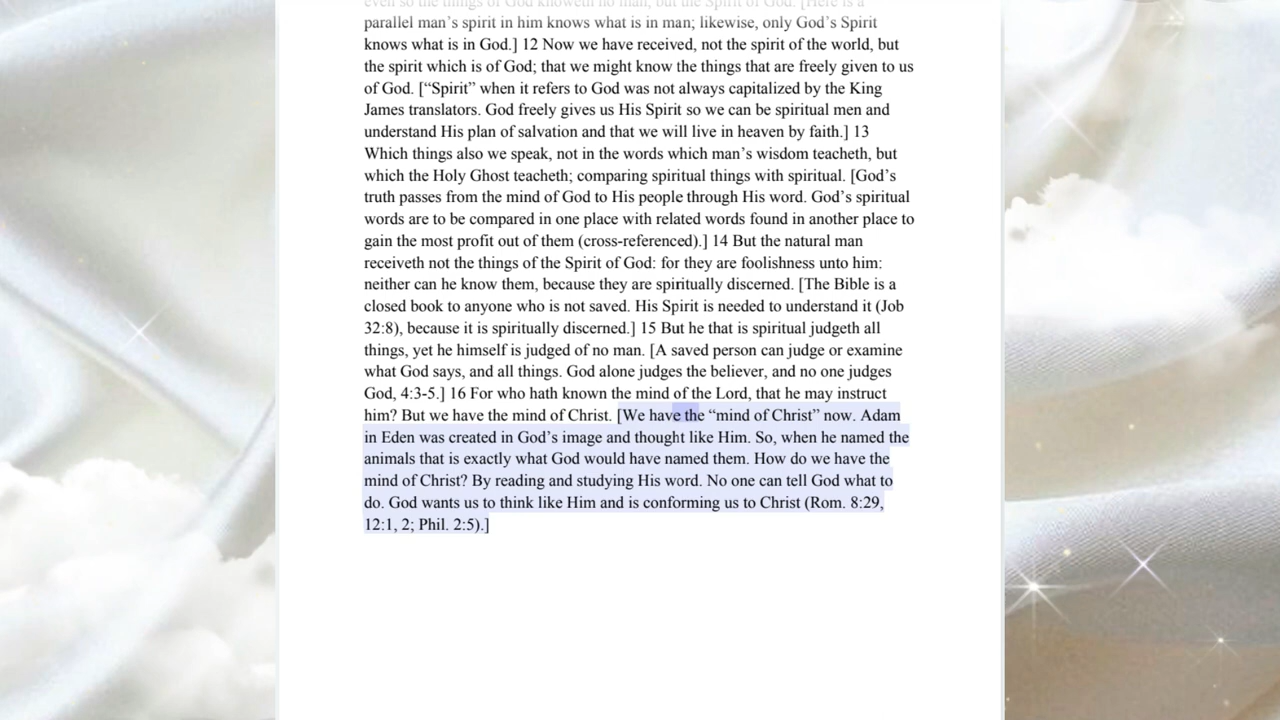 even so the things of God knoweth no man, but the Spirit of God. [Here is a
parallel man’s spirit in him knows what is in man; likewise, only God’s Spirit
knows what is in God.] 12 Now we have received, not the spirit of the world, but
the spirit which is of God; that we might know the things that are freely given to us
of God. [“Spirit” when it refers to God was not always capitalized by the King
James translators. God freely gives us His Spirit so we can be spiritual men and
understand His plan of salvation and that we will live in heaven by faith.] 13
Which things also we speak, not in the words which man’s wisdom teacheth, but
which the Holy Ghost teacheth; comparing spiritual things with spiritual. [God’s
truth passes from the mind of God to His people through His word. God’s spiritual
words are to be compared in one place with related words found in another place to
gain the most profit out of them (cross-referenced).] 14 But the natural man
receiveth not the things of the Spirit of God: for they are foolishness unto him:
neither can he know them, because they are spiritually discerned. [The Bible is a
closed book to anyone who is not saved. His Spirit is needed to understand it (Job
32:8), because it is spiritually discerned.] 15 But he that is spiritual judgeth all
things, yet he himself is judged of no man. [A saved person can judge or examine
what God says, and all things. God alone judges the believer, and no one judges
God, 4:3-5.] 16 For who hath known the mind of the Lord, that he may instruct
him? But we have the mind of Christ. [We have the “mind of Christ” now. Adam
in Eden was created in God’s image and thought like Him. So, when he named the
animals that is exactly what God would have named them. How do we have the
mind of Christ? By reading and studying His word. No one can tell God what to
do. God wants us to think like Him and is conforming us to Christ (Rom. 8:29,
12:1, 2; Phil. 2:5).]